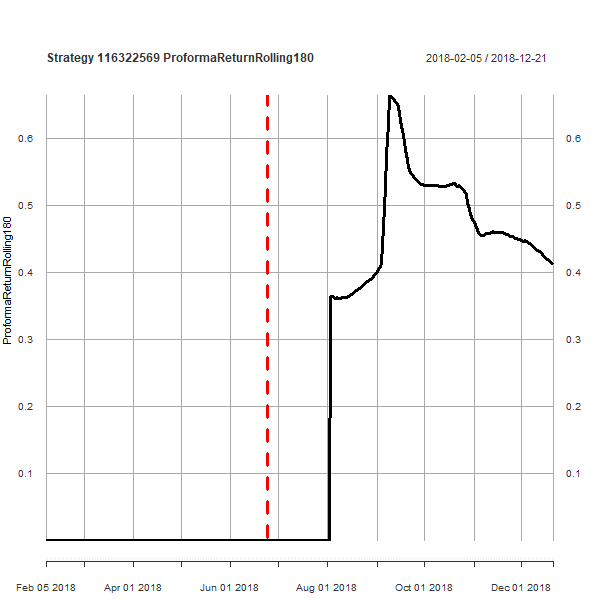 Strategy 116322569 ProformaReturnRolling180
2018-02-05 / 2018-12-21
ProformaReturnRolling180
0.6 0.6
0.5 0.5
0.4 0.4
0.3 0.3
0.2 0.2
0.1 0.1
Feb 05 2018 Apr 01 2018 Jun 01 2018 Aug 01 2018 Oct 01 2018 Dec 01 2018